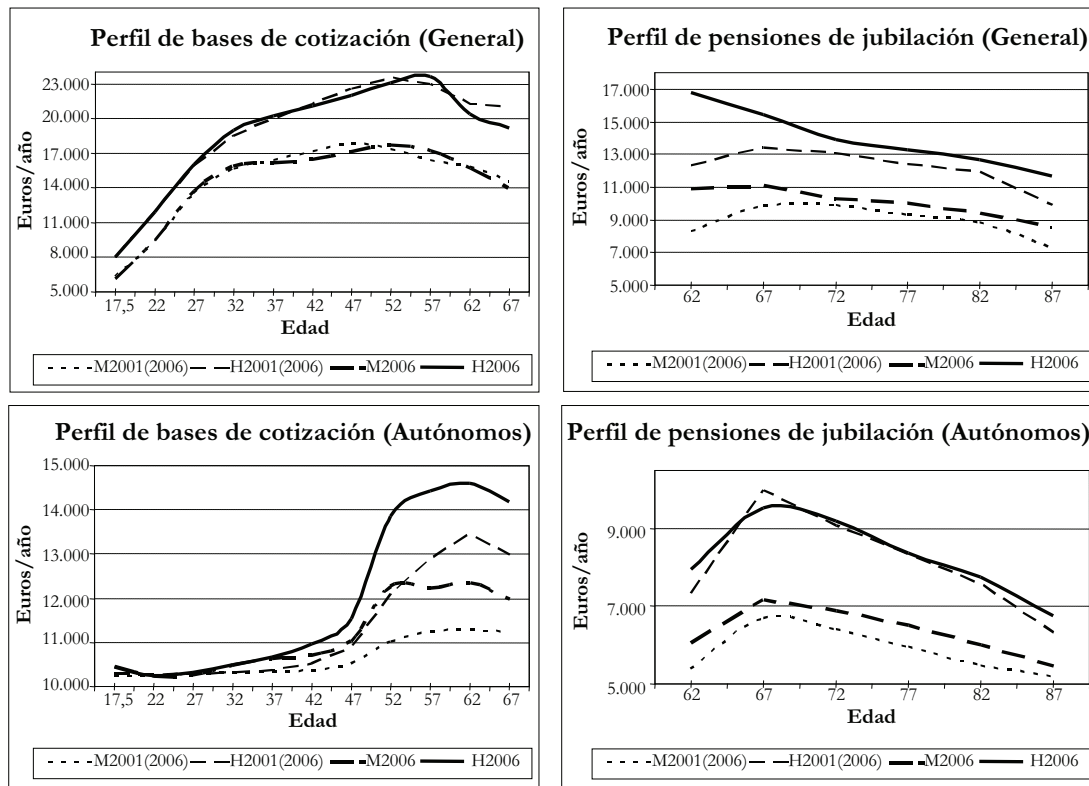 Perfil de bases de cotización (General)
23.000
20.000
17.000
14.000
11.000
8.000
5.000
Euros/año
17,5 22 27 32 37 42 47 52 57 62 67
Edad
M2001(2006) H2001(2006) M2006 H2006
Perfil de pensiones de jubilación (General)
17.000
15.000
13.000
11.000
9.000
7.000
5.000
Euros/año
62 67 72 77 82 87
Edad
M2001(2006) H2001(2006) M2006 H2006
Perfil de bases de cotización (Autónomos)
15.000
14.000
13.000
12.000
11.000
10.000
Euros/año
17,5 22 27 32 37 42 47 52 57 62 67
Edad
M2001(2006) H2001(2006) M2006 H2006
Perfil de pensiones de jubilación (Autónomos)
9.000
7.000
5.000
Euros/año
62 67 72 77 82 87
Edad
M2001(2006) H2001(2006) M2006 H2006